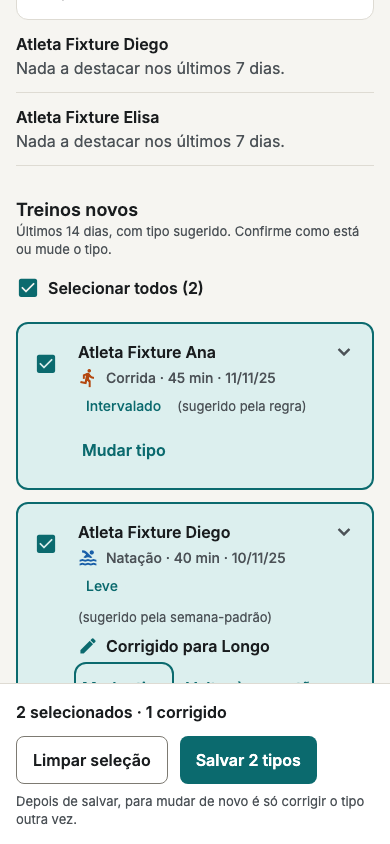 Atleta Fixture Diego
Nada a destacar nos últimos 7 dias.
Atleta Fixture Elisa
Nada a destacar nos últimos 7 dias.
Treinos novos
Últimos 14 dias, com tipo sugerido. Confirme como está
ou mude o tipo.
Selecionar todos (2)
Atleta Fixture Ana
Corrida · 45 min · 11/11/25
Intervalado (sugerido pela regra)
Mudar tipo
Atleta Fixture Diego
Natação · 40 min · 10/11/25
Leve
(sugerido pela semana-padrão)
Corrigido para Longo
2 selecionados · 1 corrigido
Limpar seleção
Salvar 2 tipos
Depois de salvar, para mudar de novo é só corrigir o tipo
outra vez.